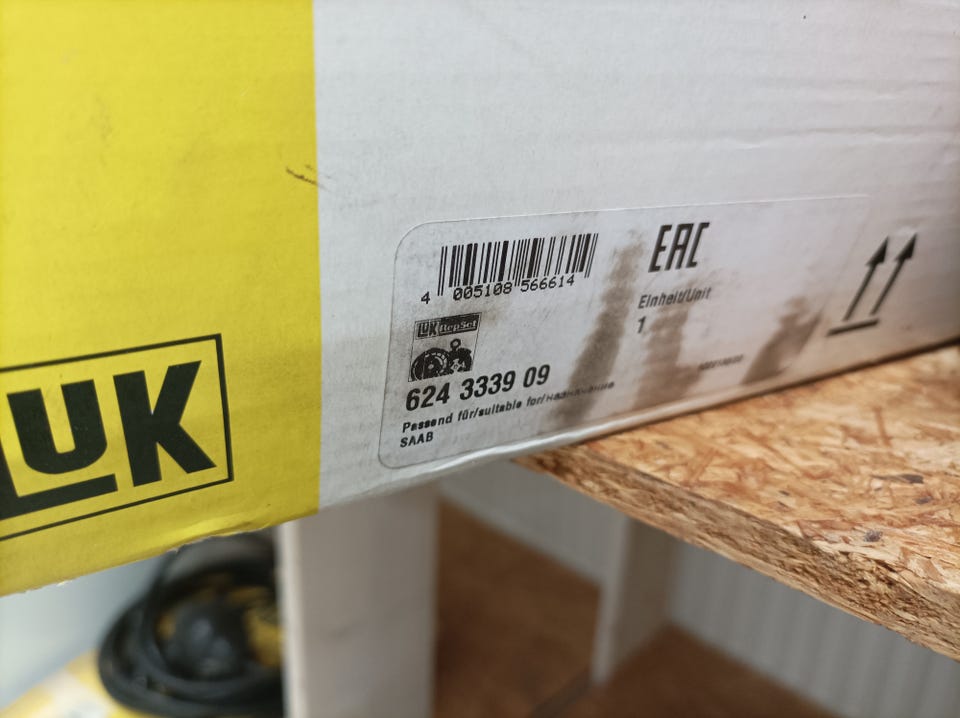 LUK
4 005108 566614
EAC
Einheit/Unit
1
LUK RepSet
624 3339 09
Passend für/suitable for/
SAAB